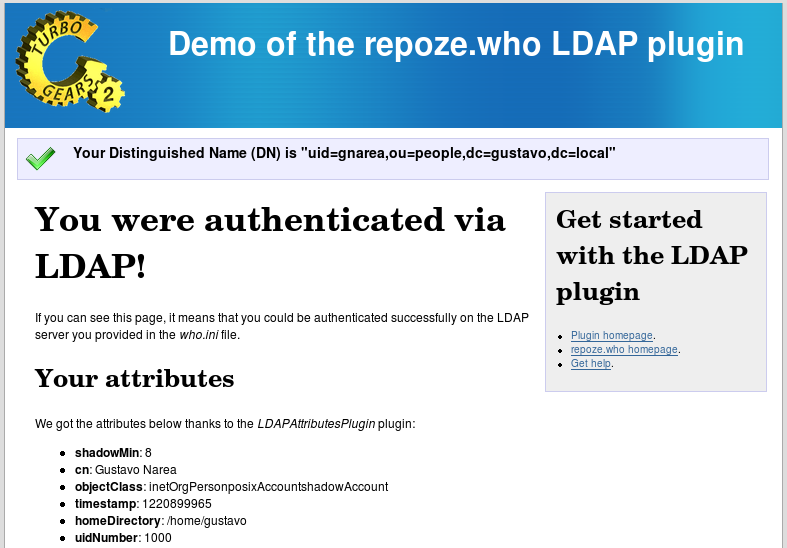 TURBO
GEARS
2
Demo of the repoze.who LDAP plugin
Your Distinguished Name (DN) is "uid=gnarea,ou=people,dc=gustavo,dc=local"
You were authenticated via
LDAP!
If you can see this page, it means that you could be authenticated successfully on the LDAP
server you provided in the who.ini file.
Your attributes
We got the attributes below thanks to the LDAPAttributesPlugin plugin:
shadowMin: 8
cn: Gustavo Narea
objectClass: inetOrgPersonposixAccountshadowAccount
timestamp: 1220899965
homeDirectory: /home/gustavo
uidNumber: 1000
Get started
with the LDAP
plugin
Plugin homepage.
repoze.who homepage.
Get help.